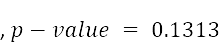 , p − value = 0.1313